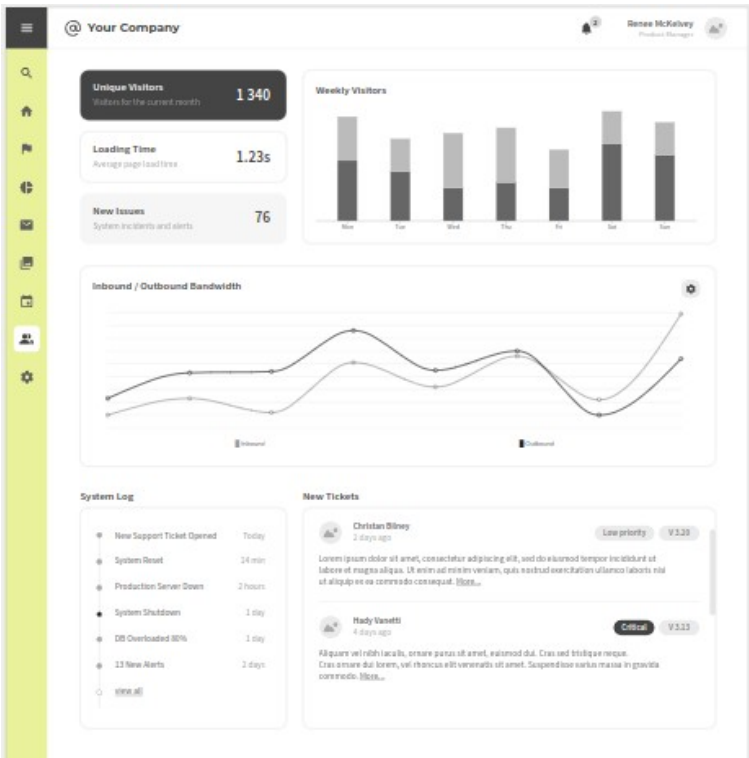 @ Your Company
2
Renee McKelvey
Product Manager
Unique Visitors
Visitors for the current month
1 340
Loading Time
Average page load time
1.23s
New Issues
System incidents and alerts
76
Weekly Visitors
Mon Tue Wed Thu Fri Sat Sun
Inbound / Outbound Bandwidth
Inbound
Outbound
System Log
New Support Ticket Opened Today
System Reset 24 min
Production Server Down 2 hours
System Shutdown 1 day
DB Overloaded 80% 1 day
13 New Alerts 2 days
view all
New Tickets
Christan Bilney
2 days ago
Low priority
V 3.20
Lorem ipsum dolor sit amet, consectetur adipiscing elit, sed do eiusmod tempor incididunt ut
labore et magna aliqua. Ut enim ad minim veniam, quis nostrud exercitation ullamco laboris nisi
ut aliquip ex ea commodo consequat. More...
Hady Vanetti
4 days ago
Critical
V 3.13
Aliquam vel nibh iaculis, ornare purus sit amet, euismod dui. Cras sed tristique neque.
Cras ornare dui lorem, vel rhoncus elit venenatis sit amet. Suspendisse varius massa in gravida
commodo. More...